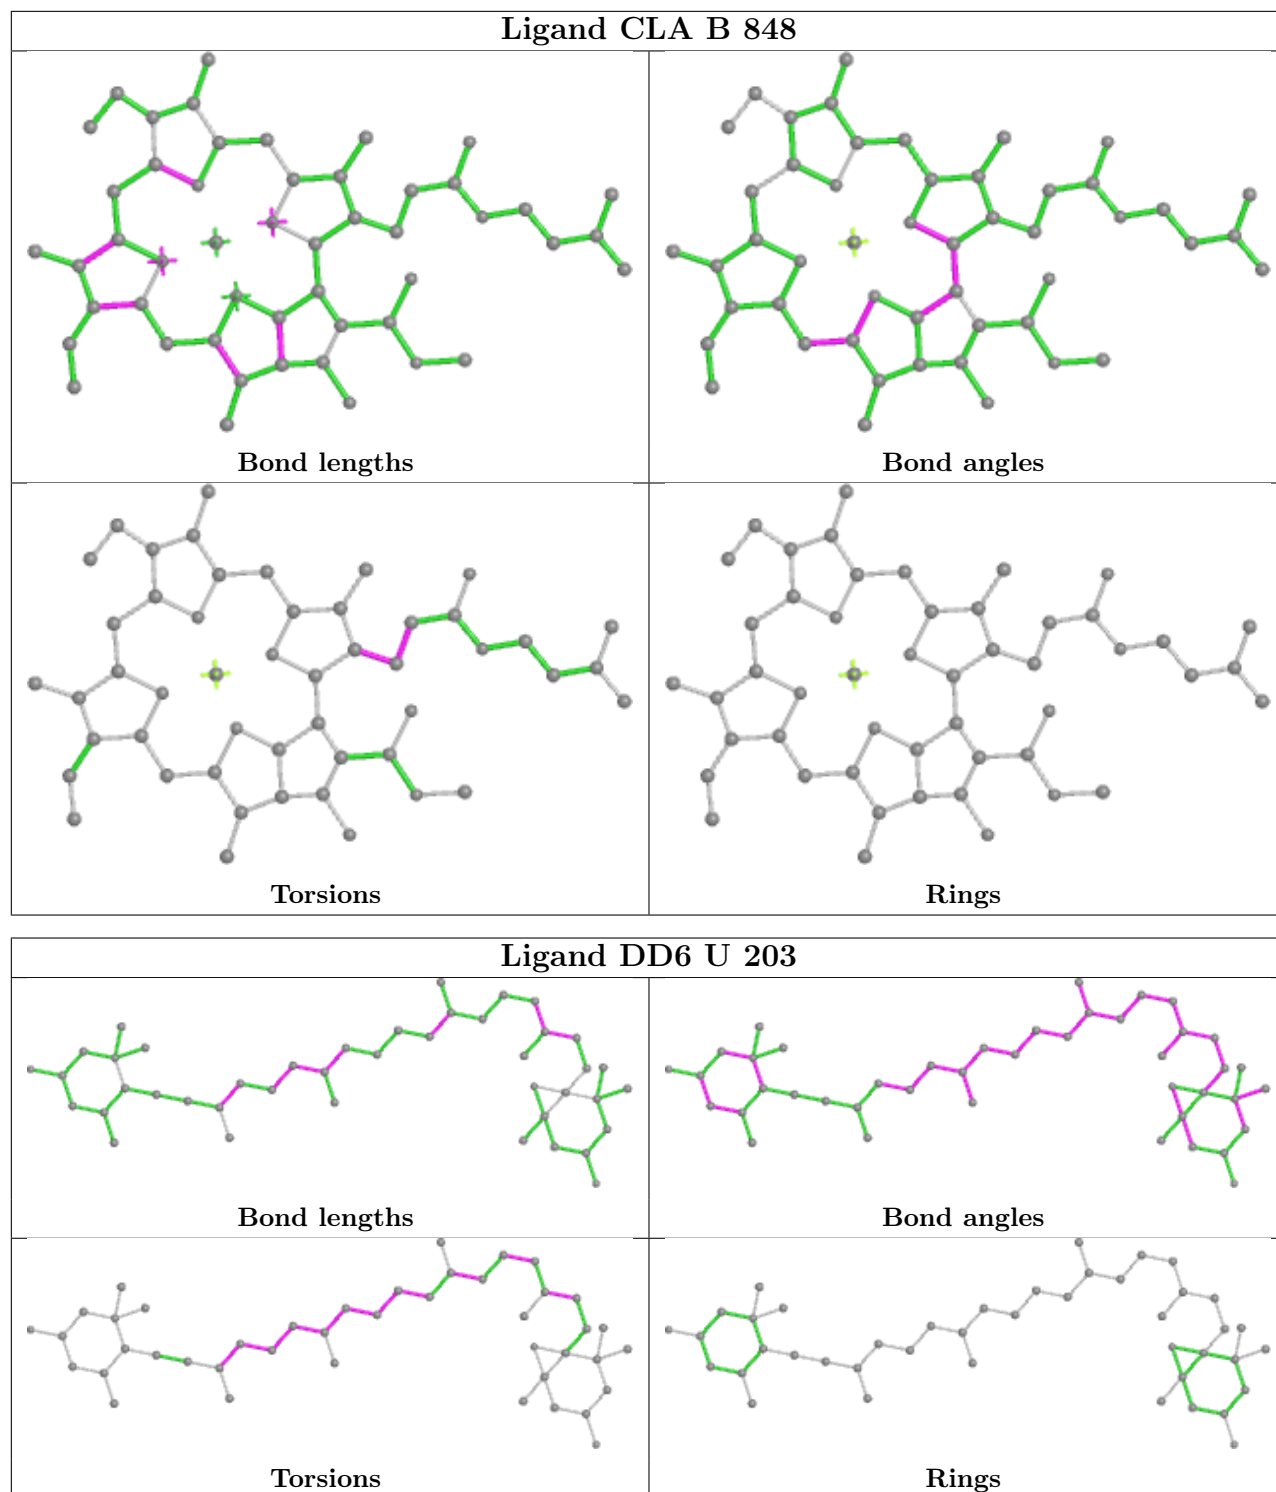 Ligand CLA B 848
Bond lengths
Bond angles
Torsions
Rings
Ligand DD6 U 203
Bond lengths
Bond angles
Torsions
Rings